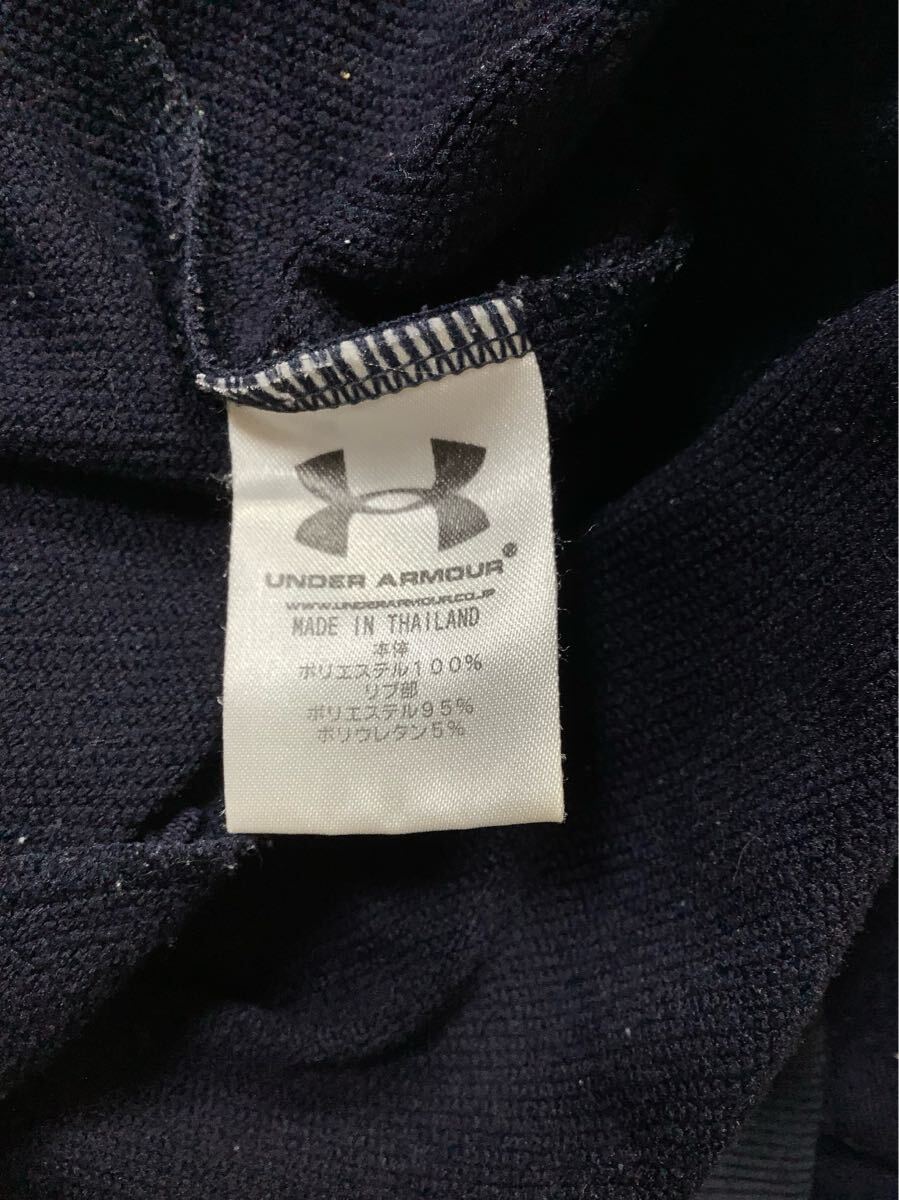 UNDER ARMOUR®
WWW.UNDERARMOUR.CO.JP
MADE IN THAILAND
本体
ポリエステル100%
リブ部
ポリエステル95%
ポリウレタン5%